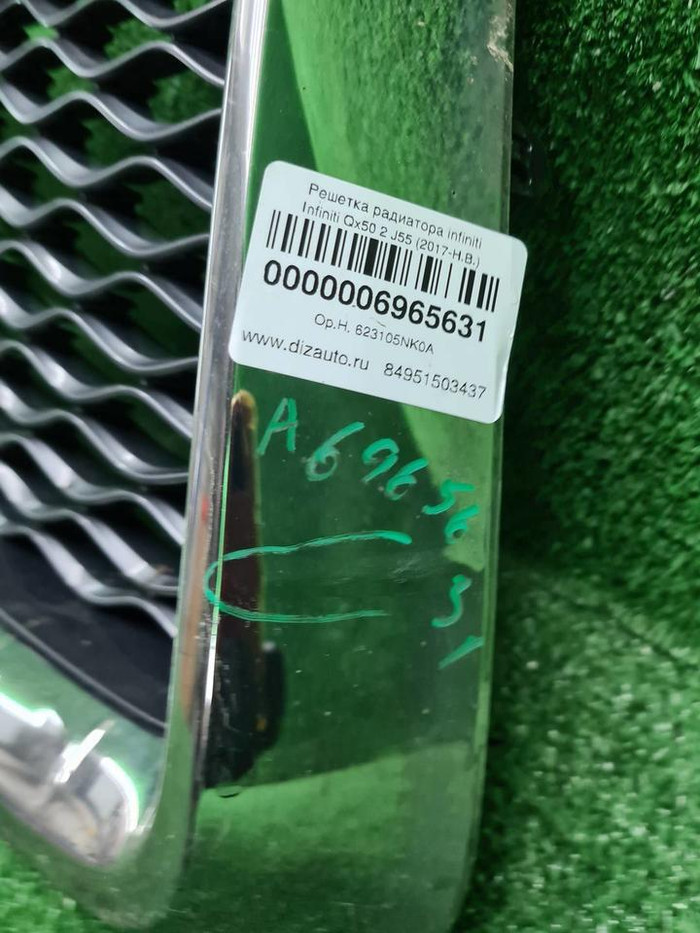 Решетка радиатора infiniti
Infiniti Qx50 2 J55 (2017-Н.В.)
0000006965631
Ор.Н. 623105NK0A
www.dizauto.ru 84951503437
A 69656
31